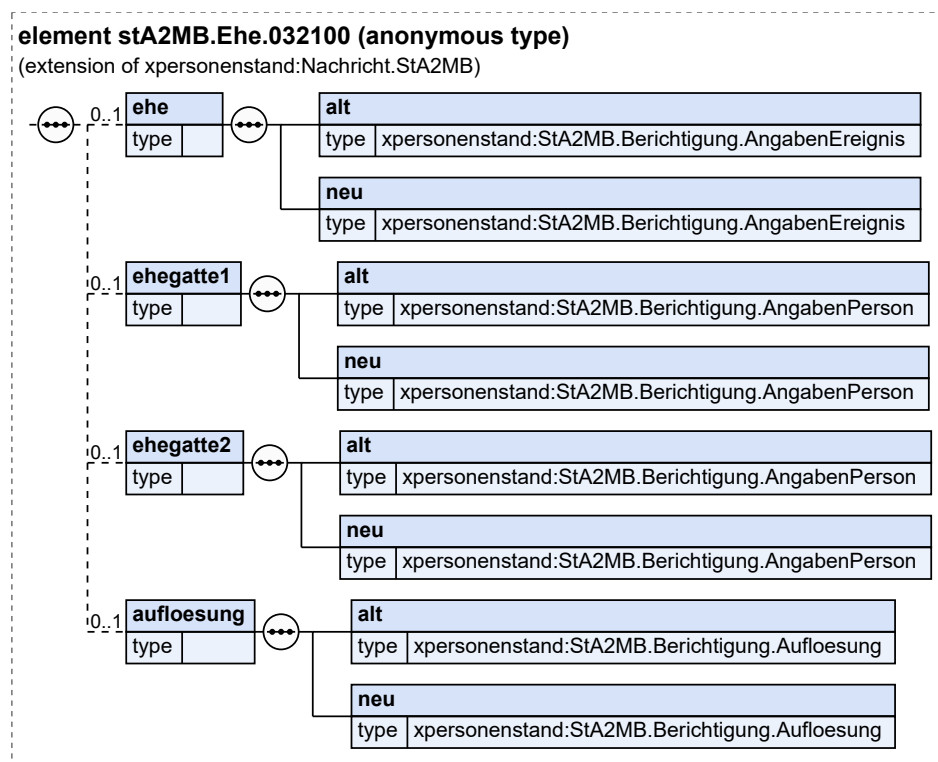 element stA2MB.Ehe.032100 (anonymous type)
(extension of xpersonenstand:Nachricht.StA2MB)
0..1 ehe
type
alt
type xpersonenstand:StA2MB.Berichtigung.AngabenEreignis
neu
type xpersonenstand:StA2MB.Berichtigung.AngabenEreignis
0..1 ehegatte1
type
alt
type xpersonenstand:StA2MB.Berichtigung.AngabenPerson
neu
type xpersonenstand:StA2MB.Berichtigung.AngabenPerson
0..1 ehegatte2
type
alt
type xpersonenstand:StA2MB.Berichtigung.AngabenPerson
neu
type xpersonenstand:StA2MB.Berichtigung.AngabenPerson
0..1 aufloesung
type
alt
type xpersonenstand:StA2MB.Berichtigung.Aufloesung
neu
type xpersonenstand:StA2MB.Berichtigung.Aufloesung